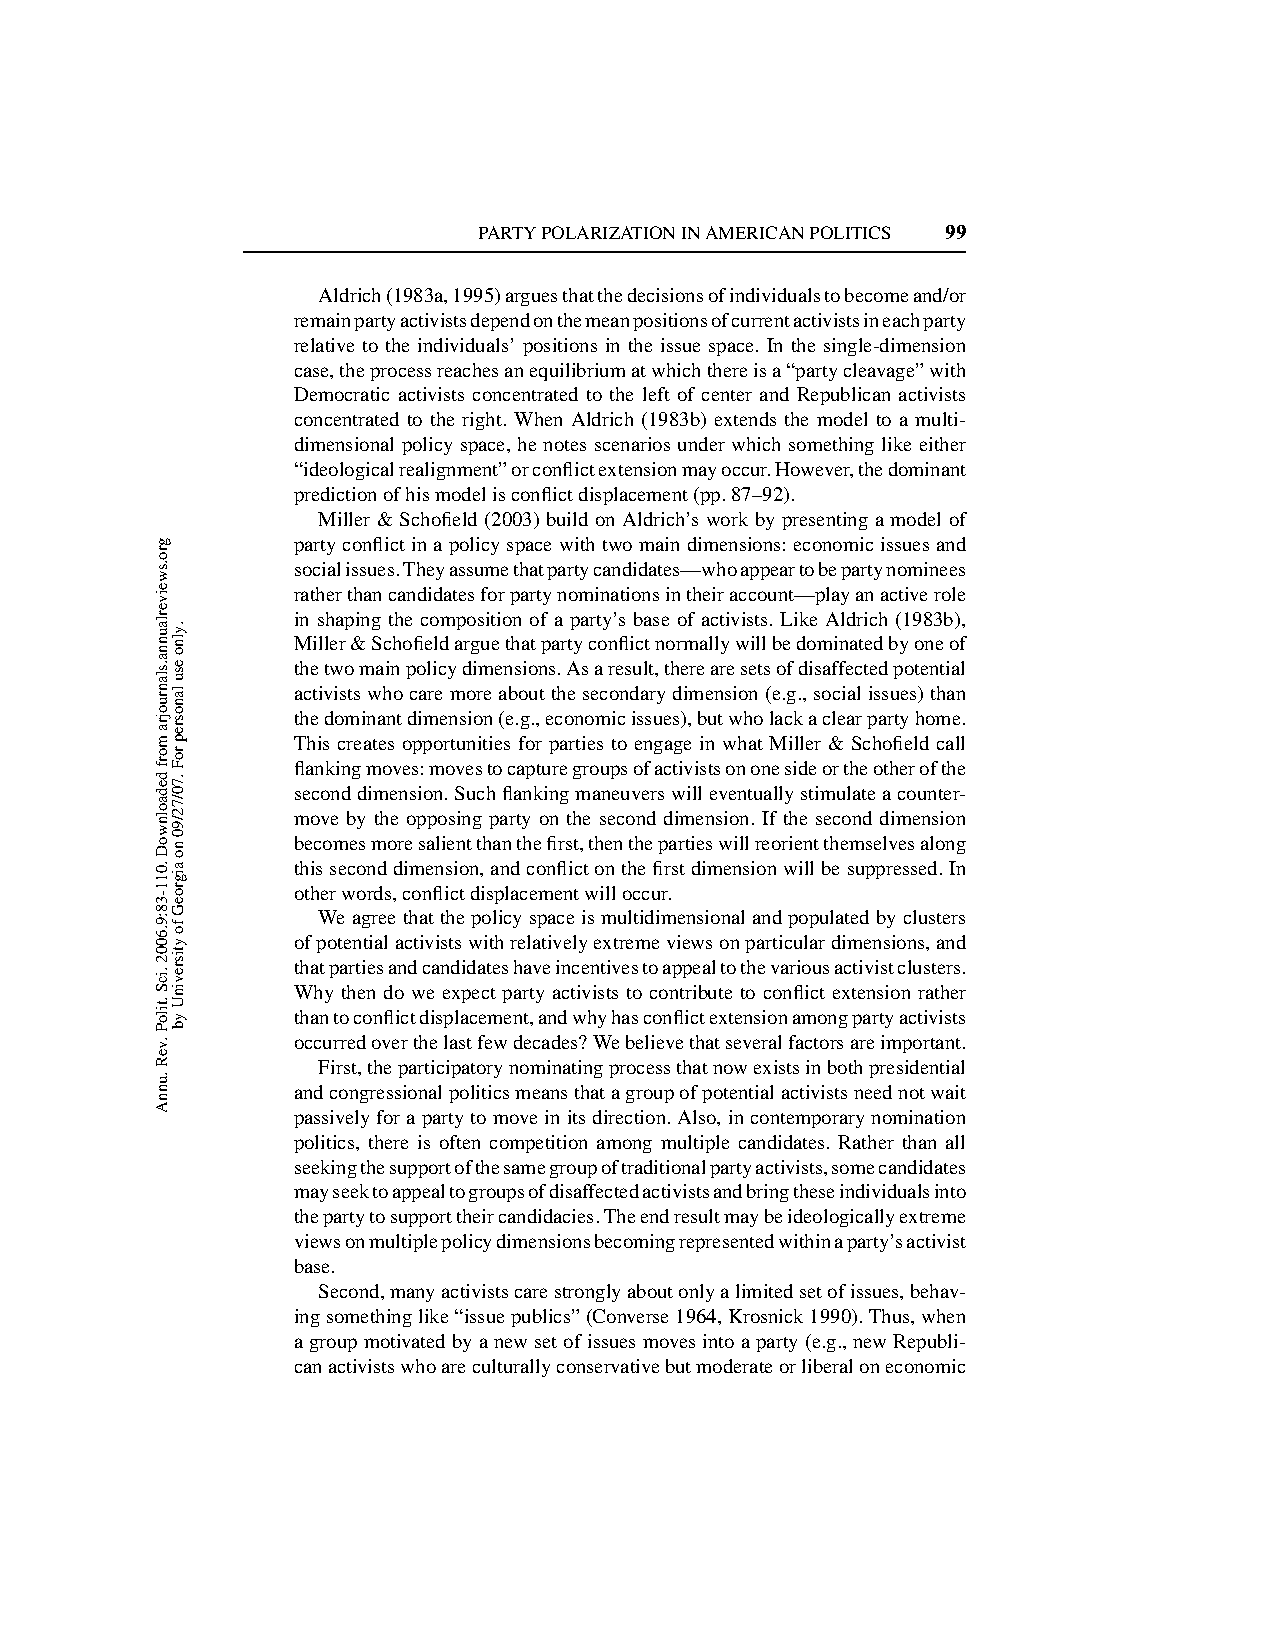 PARTY POLARIZATION IN AMERICAN POLITICS 99
Aldrich (1983a, 1995) argues that the decisions of individuals to become and/or
remain party activists depend on the mean positions of current activists in each party
relative to the individuals’ positions in the issue space. In the single-dimension
case, the process reaches an equilibrium at which there is a “party cleavage” with
Democratic activists concentrated to the left of center and Republican activists
concentrated to the right. When Aldrich (1983b) extends the model to a multi-
dimensional policy space, he notes scenarios under which something like either
“ideological realignment” or conflict extension may occur. However, the dominant
prediction of his model is conflict displacement (pp. 87–92).
Miller & Schofield (2003) build on Aldrich’s work by presenting a model of
party conflict in a policy space with two main dimensions: economic issues and
social issues. They assume that party candidates—who appear to be party nominees
rather than candidates for party nominations in their account—play an active role
in shaping the composition of a party’s base of activists. Like Aldrich (1983b),
Miller & Schofield argue that party conflict normally will be dominated by one of
the two main policy dimensions. As a result, there are sets of disaffected potential
activists who care more about the secondary dimension (e.g., social issues) than
the dominant dimension (e.g., economic issues), but who lack a clear party home.
This creates opportunities for parties to engage in what Miller & Schofield call
flanking moves: moves to capture groups of activists on one side or the other of the
second dimension. Such flanking maneuvers will eventually stimulate a counter-
move by the opposing party on the second dimension. If the second dimension
becomes more salient than the first, then the parties will reorient themselves along
this second dimension, and conflict on the first dimension will be suppressed. In
other words, conflict displacement will occur.
We agree that the policy space is multidimensional and populated by clusters
of potential activists with relatively extreme views on particular dimensions, and
that parties and candidates have incentives to appeal to the various activist clusters.
Why then do we expect party activists to contribute to conflict extension rather
than to conflict displacement, and why has conflict extension among party activists
occurred over the last few decades? We believe that several factors are important.
First, the participatory nominating process that now exists in both presidential
and congressional politics means that a group of potential activists need not wait
passively for a party to move in its direction. Also, in contemporary nomination
politics, there is often competition among multiple candidates. Rather than all
seeking the support of the same group of traditional party activists, some candidates
may seek to appeal to groups of disaffected activists and bring these individuals into
the party to support their candidacies. The end result may be ideologically extreme
views on multiple policy dimensions becoming represented within a party’s activist
base.
Second, many activists care strongly about only a limited set of issues, behav-
ing something like “issue publics” (Converse 1964, Krosnick 1990). Thus, when
a group motivated by a new set of issues moves into a party (e.g., new Republi-
can activists who are culturally conservative but moderate or liberal on economic
Annu. Rev. Polit. Sci. 2006.9:83-110. Downloaded from arjournals.annualreviews.org
by University of Georgia on 09/27/07. For personal use only.